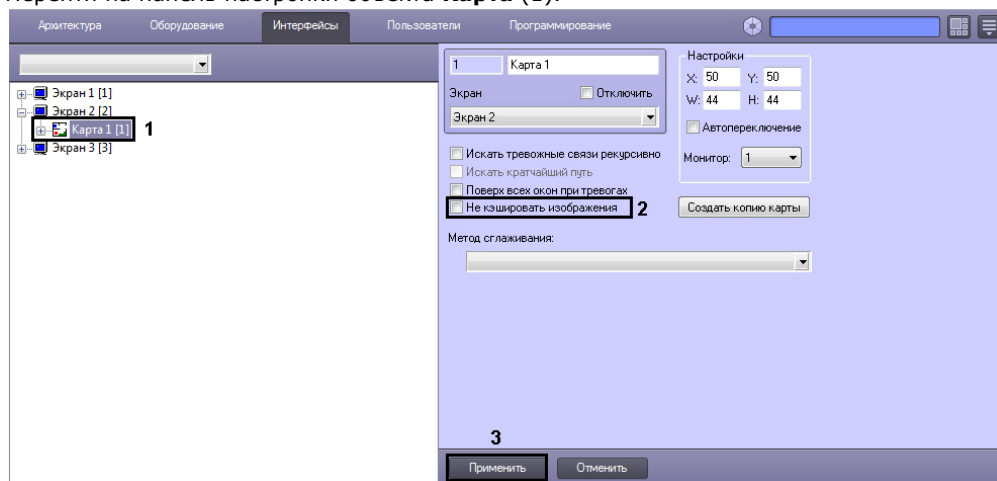 Перейти на панель настройки объекта Карта (1).
Архитектура Оборудование Интерфейсы Пользователи Программирование
1 Карта 1
Экран Отключить
Экран 2
Настройки
X: 50 Y: 50
W: 44 H: 44
Автопереключение
Монитор: 1
Экран 1 [1]
Экран 2 [2]
Карта 1 [1] 1
Экран 3 [3]
Искать тревожные связи рекурсивно
Искать кратчайший путь
Поверх всех окон при тревогах
Не кэшировать изображения 2
Создать копию карты
Метод сглаживания:
3
Применить Отменить